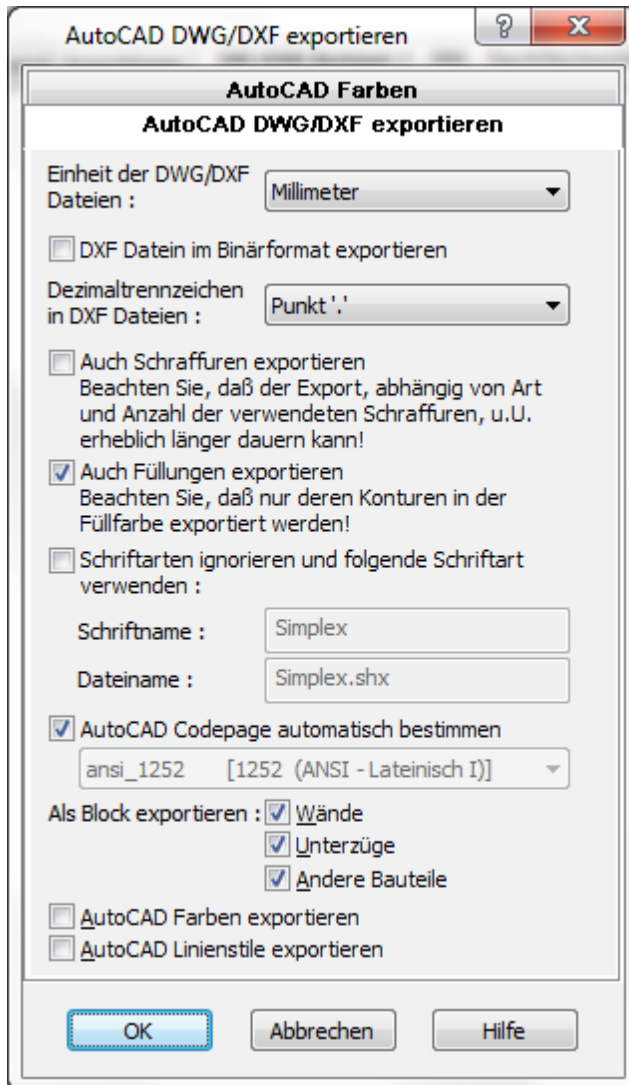 AutoCAD DWG/DXF exportieren
AutoCAD Farben
AutoCAD DWG/DXF exportieren
Einheit der DWG/DXF
Dateien :
Millimeter
DXF Datein im Binärformat exportieren
Dezimaltrennzeichen
in DXF Dateien :
Punkt '.'
Auch Schraffuren exportieren
Beachten Sie, daß der Export, abhängig von Art
und Anzahl der verwendeten Schraffuren, u.U.
erheblich länger dauern kann!
Auch Füllungen exportieren
Beachten Sie, daß nur deren Konturen in der
Füllfarbe exportiert werden!
Schriftarten ignorieren und folgende Schriftart
verwenden :
Schriftname :
Simplex
Dateiname :
Simplex.shx
AutoCAD Codepage automatisch bestimmen
ansi_1252 [1252 (ANSI - Lateinisch I)]
Als Block exportieren : Wände
Unterzüge
Andere Bauteile
AutoCAD Farben exportieren
AutoCAD Linienstile exportieren
OK Abbrechen Hilfe